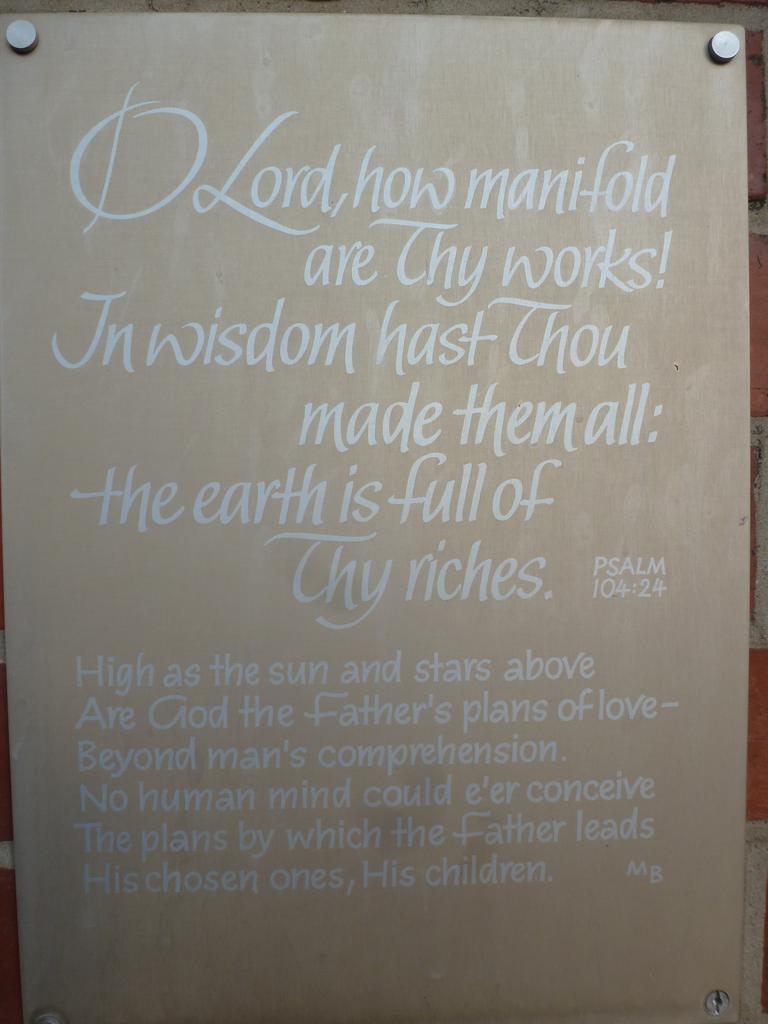 O Lord, how manifold
are Thy works!
In wisdom hast Thou
made them all:
the earth is full of
Thy riches. PSALM
104:24
High as the sun and stars above
Are God the Father's plans of love-
Beyond man's comprehension.
No human mind could e'er conceive
The plans by which the Father leads
His chosen ones, His children. MB